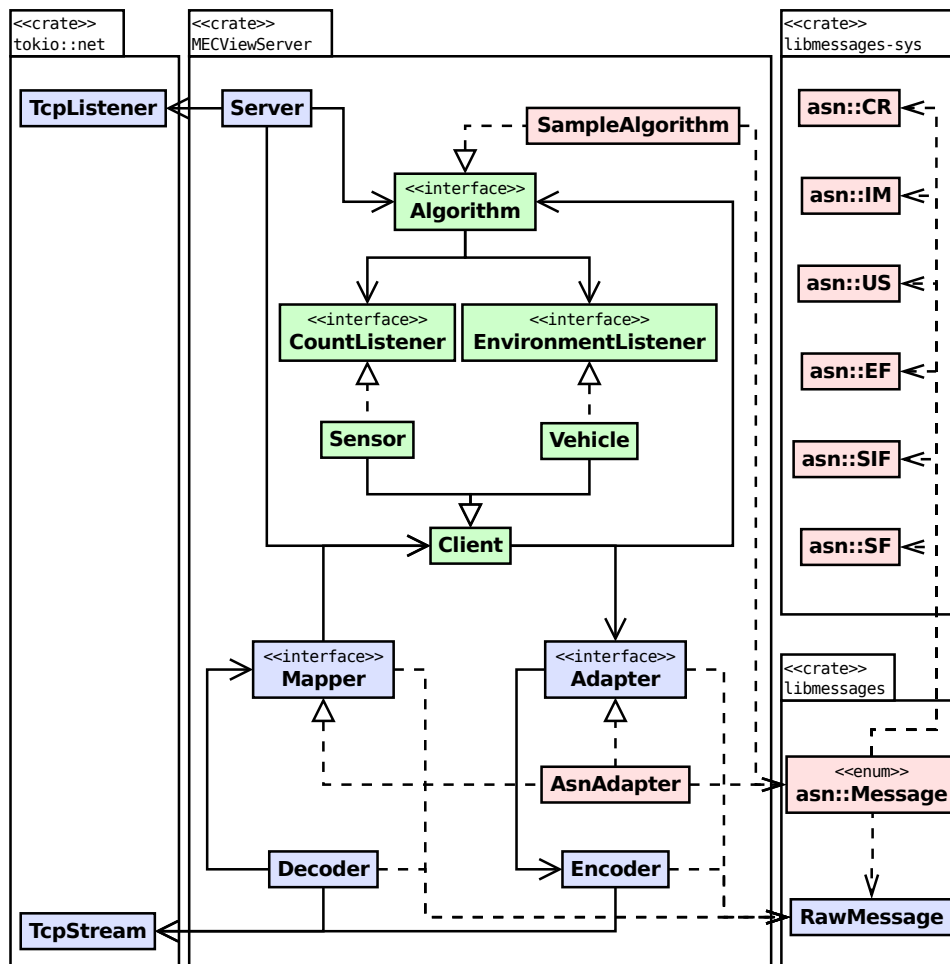 <<crate>>
tokio::net
<<crate>>
MECViewServer
<<crate>>
libmessages-sys
TcpListener
Server
SampleAlgorithm
asn::CR
<<interface>>
Algorithm
asn::IM
asn::US
<<interface>>
CountListener
<<interface>>
EnvironmentListener
asn::EF
Sensor
Vehicle
asn::SIF
Client
asn::SF
<<interface>>
Mapper
<<interface>>
Adapter
<<crate>>
libmessages
AsnAdapter
<<enum>>
asn::Message
Decoder
Encoder
TcpStream
RawMessage